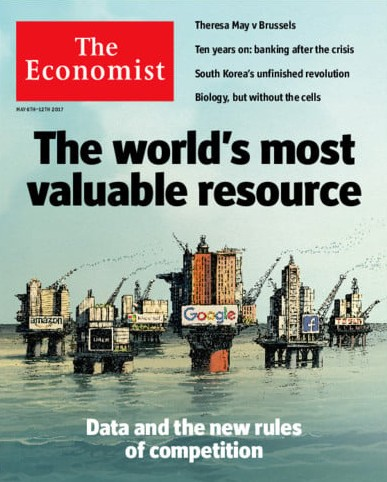 The
Economist
MAY 6TH–12TH 2017
Theresa May v Brussels
Ten years on: banking after the crisis
South Korea's unfinished revolution
Biology, but without the cells
The world's most
valuable resource
amazon
UBER
Google
f
TESLA
Data and the new rules
of competition